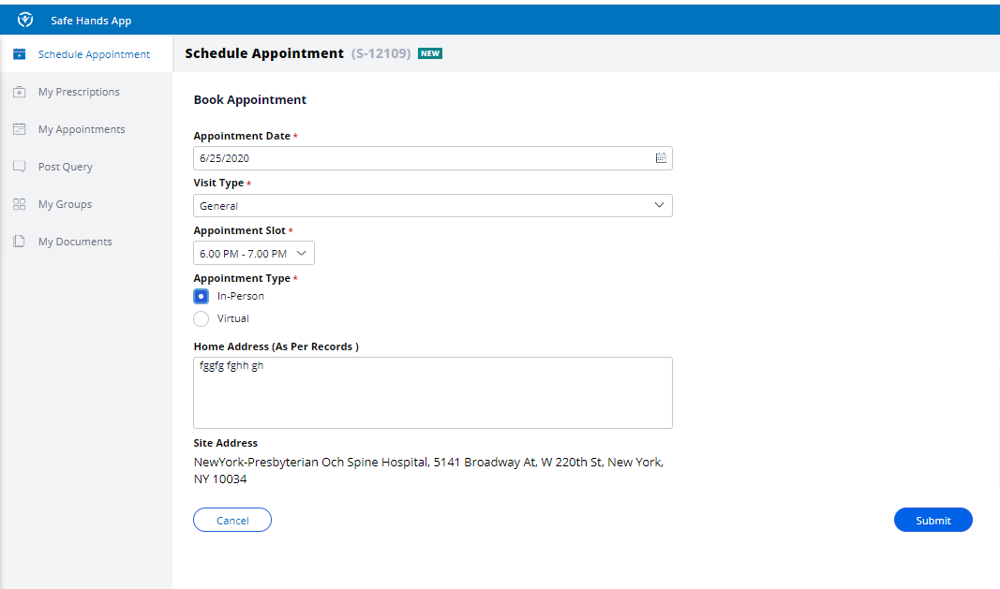 Safe Hands App
Schedule Appointment
My Prescriptions
My Appointments
Post Query
My Groups
My Documents
Schedule Appointment (S-12109) NEW
Book Appointment
Appointment Date *
6/25/2020
Visit Type *
General
Appointment Slot *
6.00 PM - 7.00 PM
Appointment Type *
In-Person
Virtual
Home Address (As Per Records )
fggfg fghh gh
Site Address
NewYork-Presbyterian Och Spine Hospital, 5141 Broadway At, W 220th St, New York,
NY 10034
Cancel
Submit